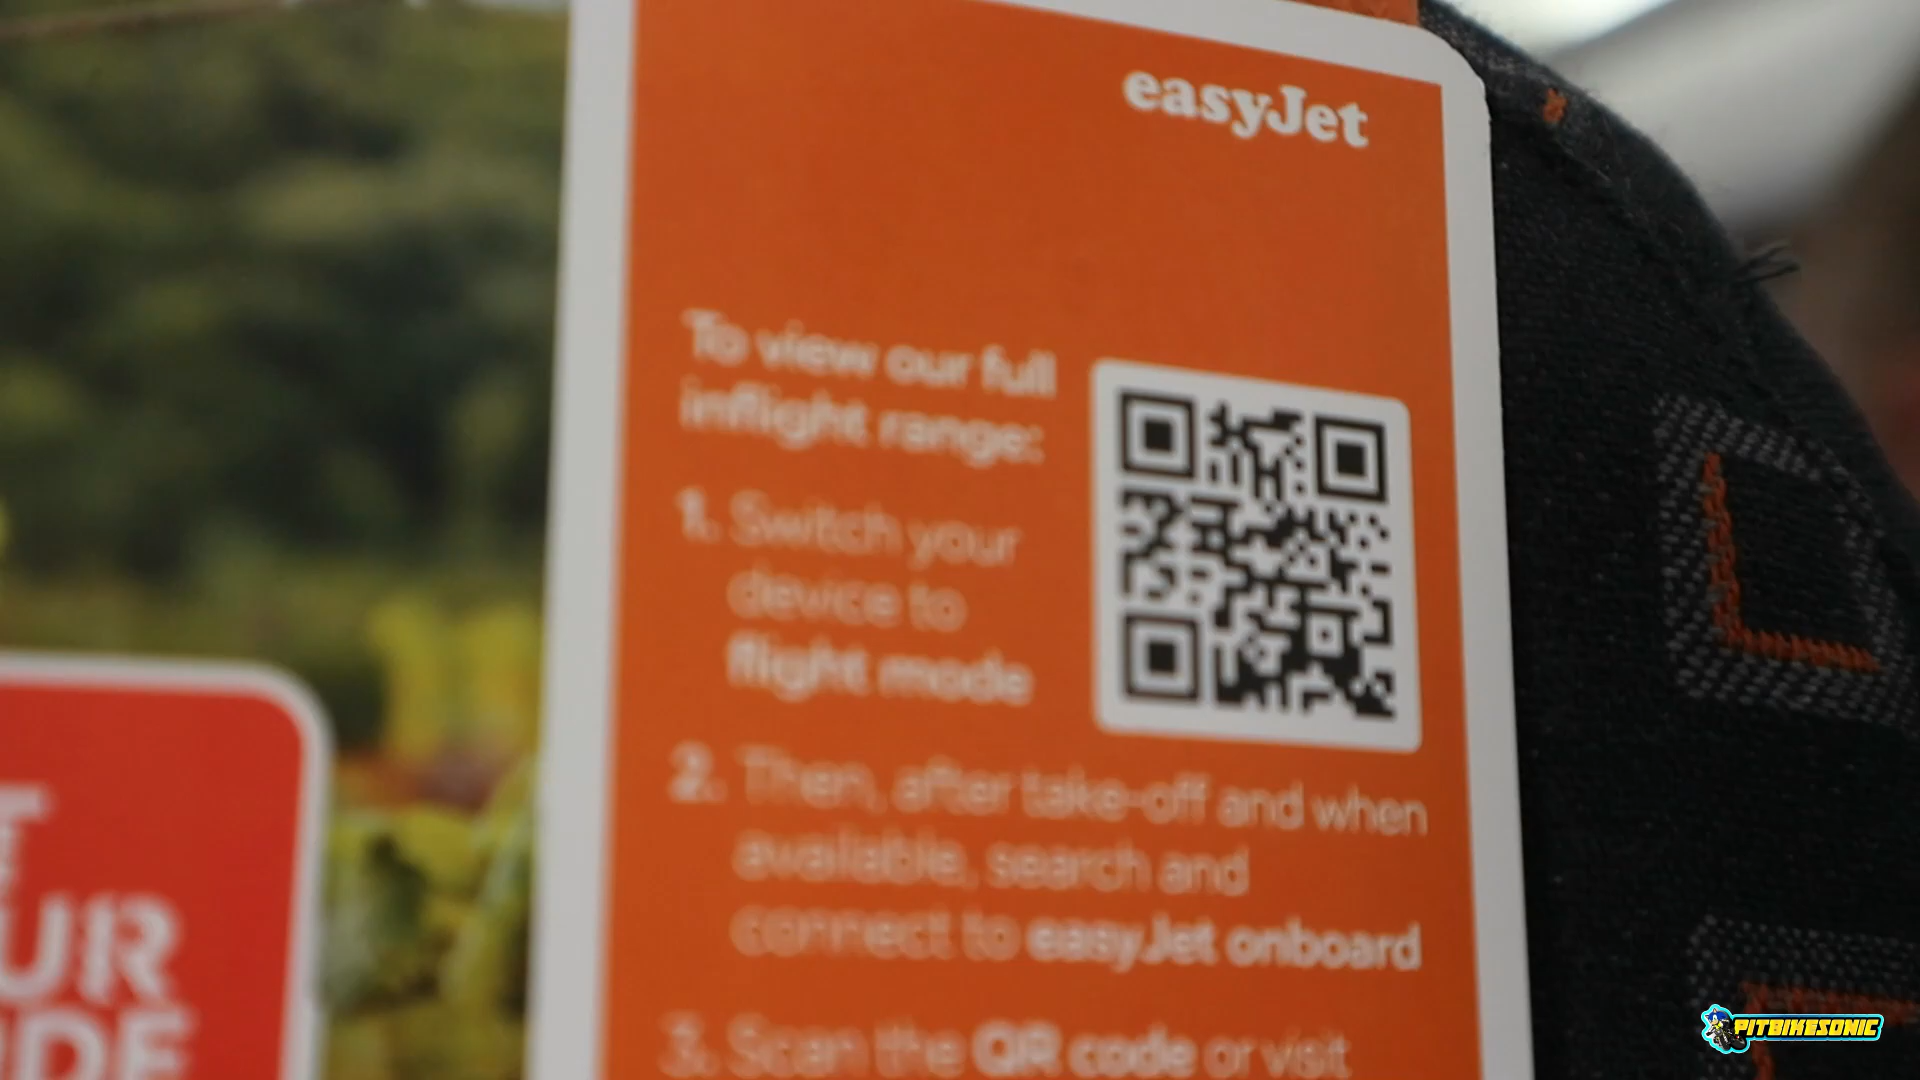 easyJet
To view our full
inflight range:
1. Switch your
device to
flight mode
2. Then, after take-off and when
available, search and
connect to easyJet onboard
3. Scan the QR code or visit
T
UR
DE
PITBIKESONIC